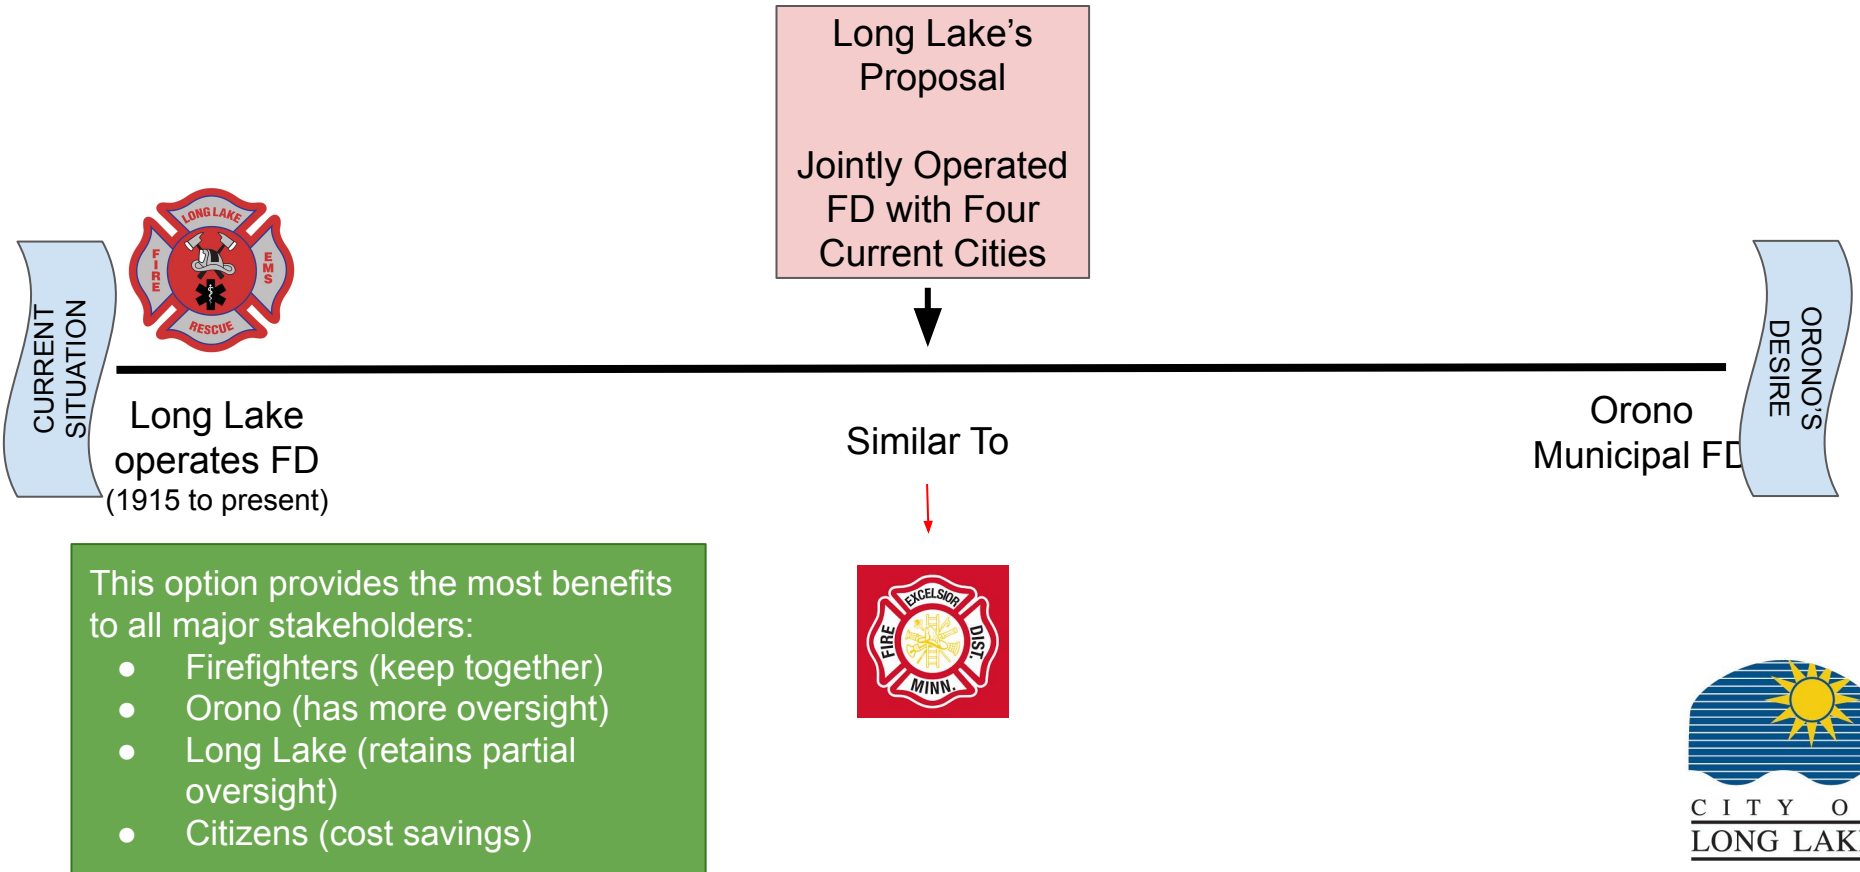 Long Lake’s
Proposal
Jointly Operated
FD with Four
Current Cities
LONG LAKE
FIRE
EMS
RESCUE
CURRENT
SITUATION
ORONO’S
DESIRE
Long Lake
operates FD
(1915 to present)
Similar To
Orono
Municipal FD
This option provides the most benefits
to all major stakeholders:
● Firefighters (keep together)
● Orono (has more oversight)
● Long Lake (retains partial
oversight)
● Citizens (cost savings)
EXCELSIOR
FIRE
DIST.
MINN.
CITY O
LONG LAK